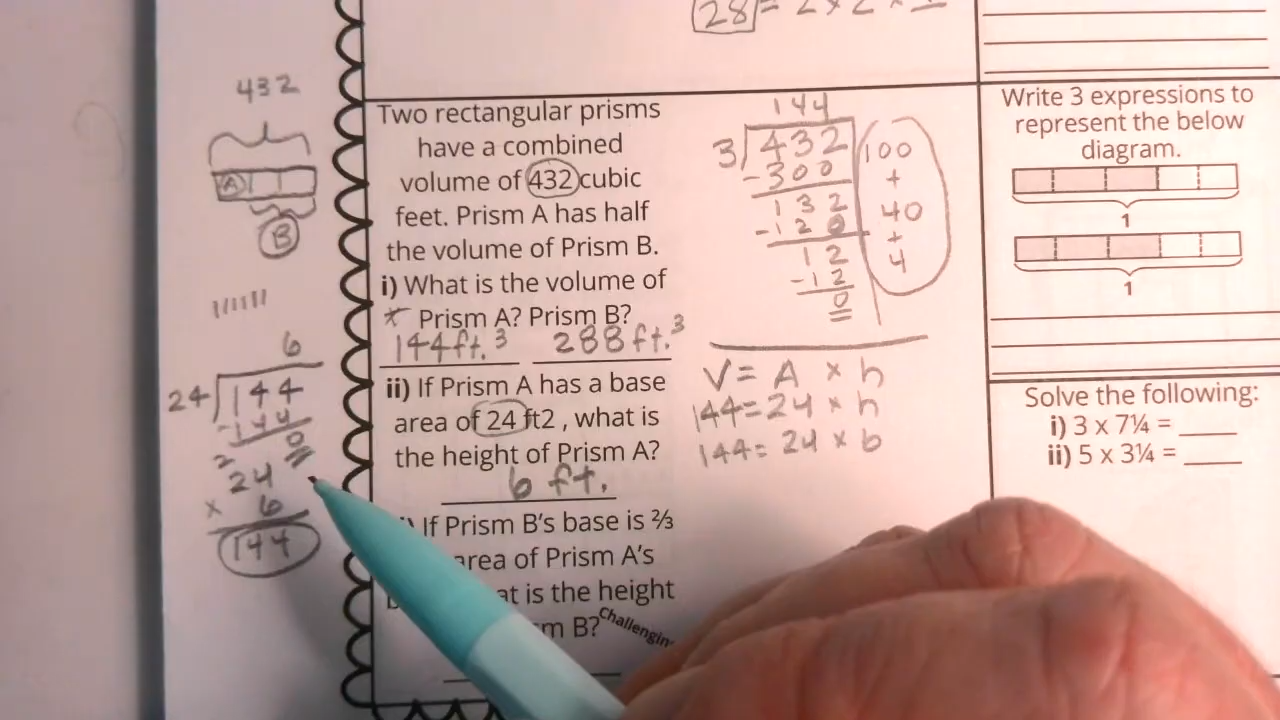 28 = 2 x 2 x
432
A
B
24 144
6
-144
0
2
24
x 6
144
Two rectangular prisms
have a combined
volume of 432 cubic
feet. Prism A has half
the volume of Prism B.
i) What is the volume of
Prism A? Prism B?
144ft.³ 288ft.³
ii) If Prism A has a base
area of 24 ft2 , what is
the height of Prism A?
6 ft.
If Prism B's base is ⅔
area of Prism A's
at is the height
B?
Challenging
144
3 432
-300
132
-120
12
-12
0
100
+
40
+
4
V = A x h
144 = 24 x h
144 = 24 x 6
Write 3 expressions to
represent the below
diagram.
1
1
Solve the following:
i) 3 x 7¼ = ____
ii) 5 x 3¼ = ____